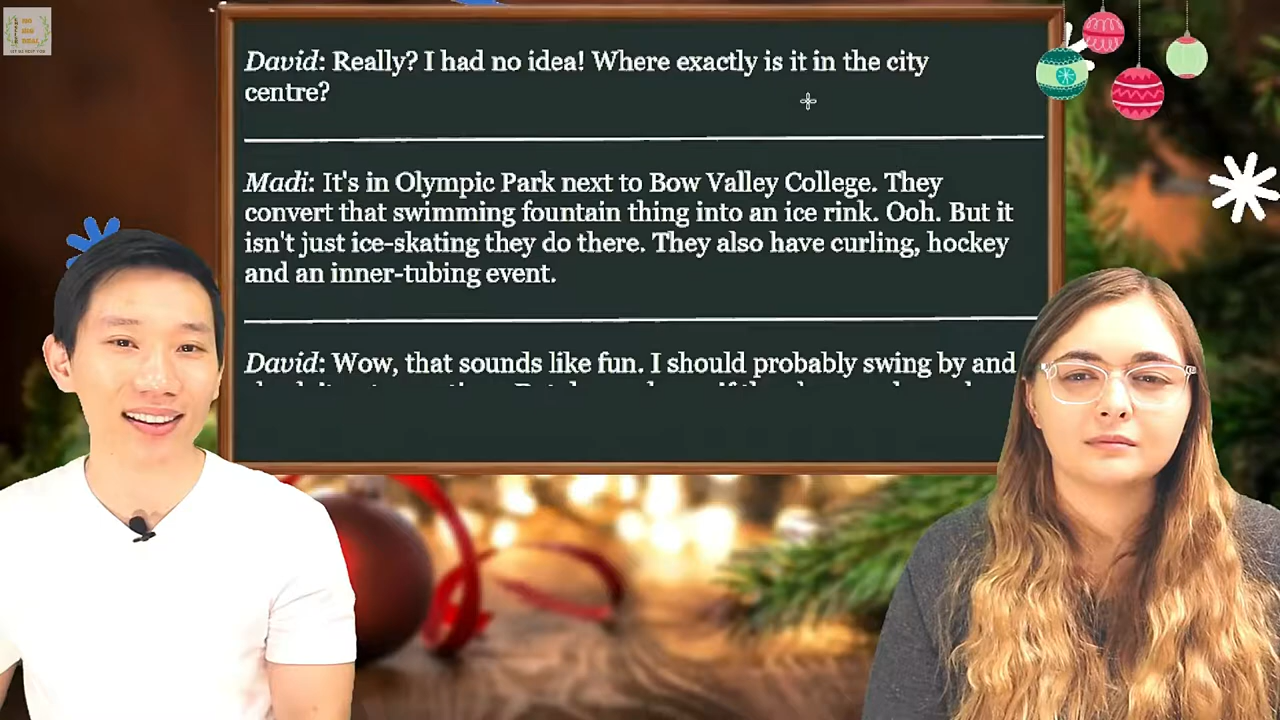 David: Really? I had no idea! Where exactly is it in the city
centre?
Madi: It's in Olympic Park next to Bow Valley College. They
convert that swimming fountain thing into an ice rink. Ooh. But it
isn't just ice-skating they do there. They also have curling, hockey
and an inner-tubing event.
David: Wow, that sounds like fun. I should probably swing by and